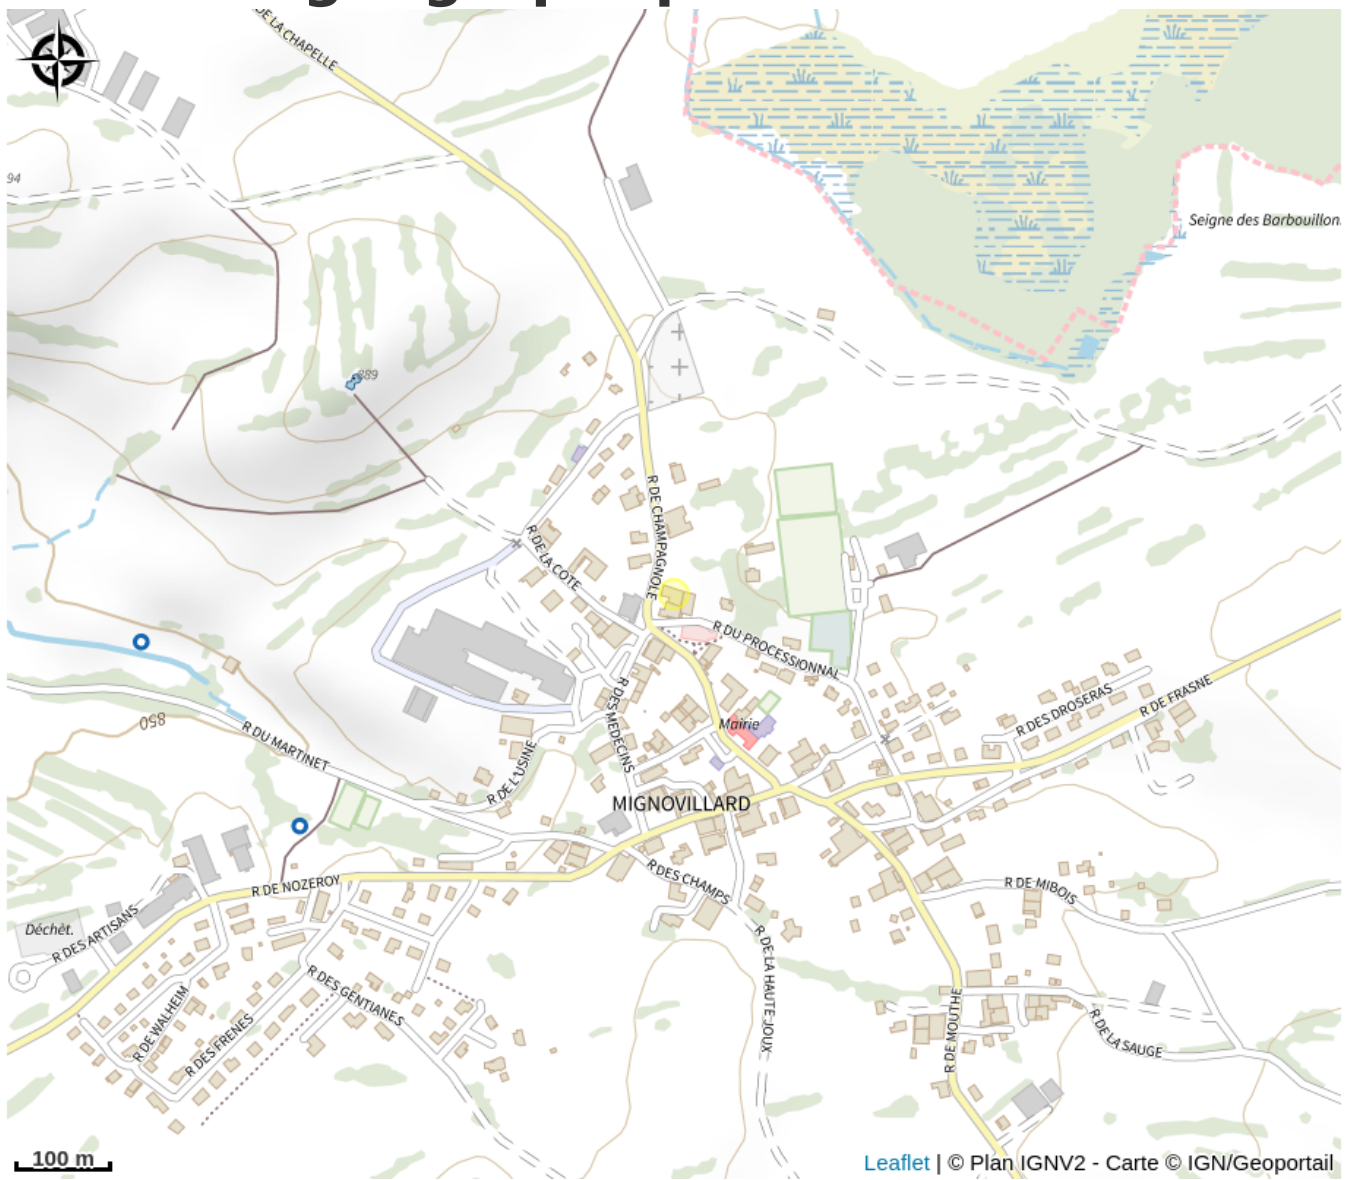 DE LA CHAPELLE
94
Seigne des Barbouillon
889
R DE CHAMPAGNOLE
R DE LA COTE
R DU PROCESSIONNAL
R DES MEDECINS
R DES DROSERAS
R DE FRASNE
850
Mairie
R DU MARTINET
R DE L'USINE
MIGNOVILLARD
R DE NOZEROY
R DES CHAMPS
R DE MIBOIS
Déchèt.
R DES ARTISANS
R DE LA HAUTE JOUX
R DES GENTIANES
R DE WALHEIM
R DES FRENES
R DE MOUTHE
R DE LA SAUGE
100 m
Leaflet | © Plan IGNV2 - Carte © IGN/Geoportail